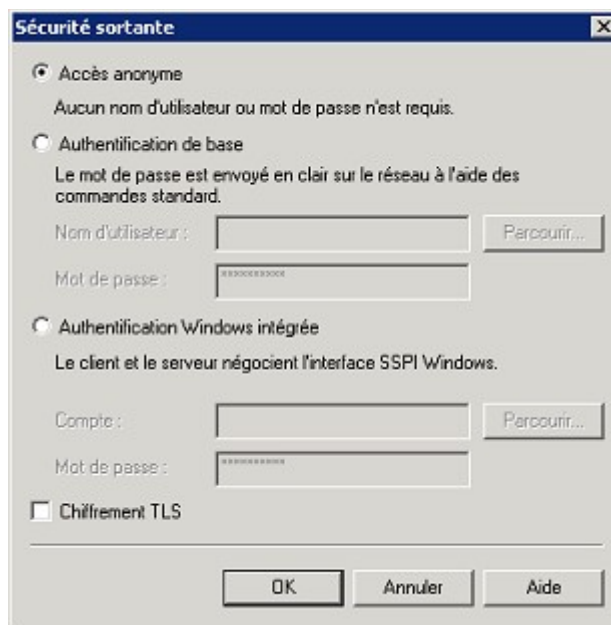 Sécurité sortante
Accès anonyme
Aucun nom d'utilisateur ou mot de passe n'est requis.
Authentification de base
Le mot de passe est envoyé en clair sur le réseau à l'aide des
commandes standard.
Nom d'utilisateur :
Parcourir...
Mot de passe :
**********
Authentification Windows intégrée
Le client et le serveur négocient l'interface SSPI Windows.
Compte :
Parcourir...
Mot de passe :
**********
Chiffrement TLS
OK
Annuler
Aide